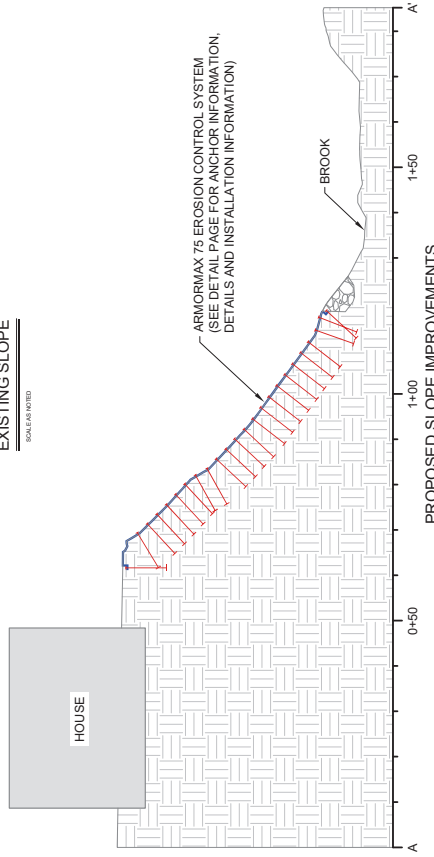 EXISTING SLOPE
SCALE AS NOTED
HOUSE
ARMORMAX 75 EROSION CONTROL SYSTEM
(SEE DETAIL PAGE FOR ANCHOR INFORMATION,
DETAILS AND INSTALLATION INFORMATION)
BROOK
A
0+50
1+00
1+50
A'
PROPOSED SLOPE IMPROVEMENTS